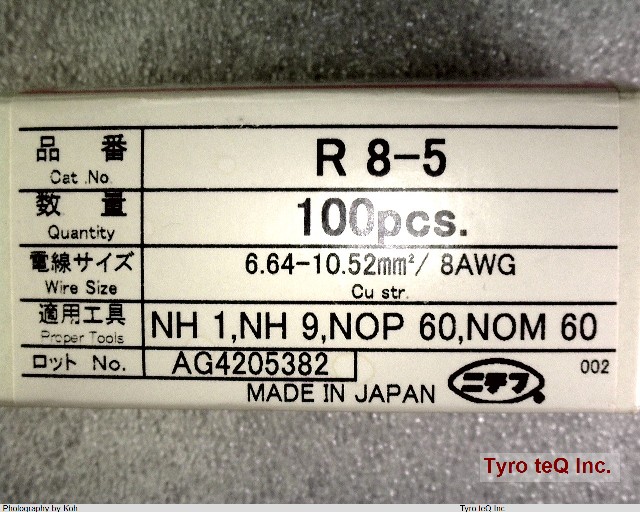 品 番 R 8-5
Cat .No
数 量 100pcs.
Quantity
電線サイズ 6.64-10.52mm²/ 8AWG
Wire Size Cu str.
適用工具 NH 1,NH 9,NOP 60,NOM 60
Proper Tools
ロット No. AG4205382
002
MADE IN JAPAN ニチフ
Tyro teQ Inc.
Photography by Koh Tyro teQ Inc